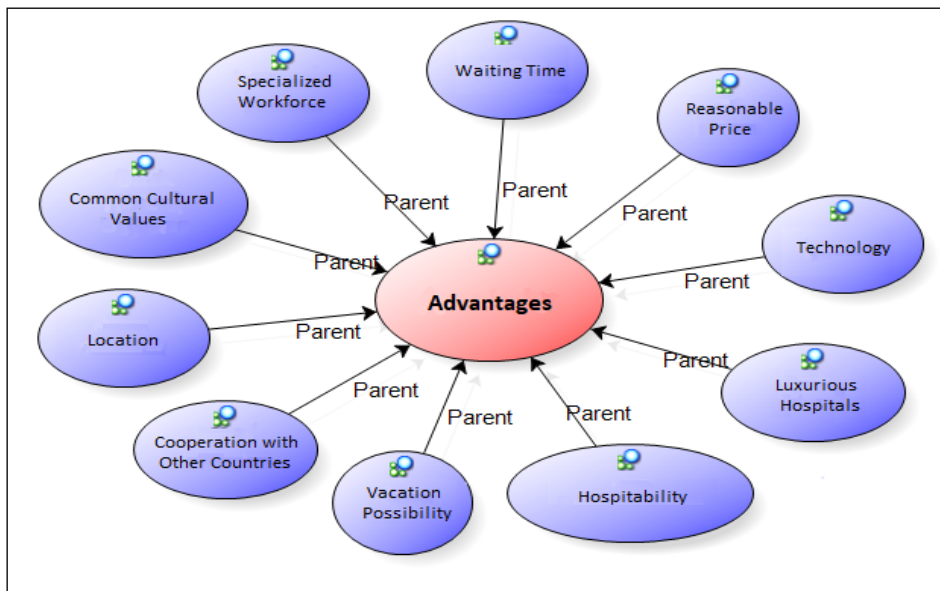 Specialized
Workforce
Waiting Time
Reasonable
Price
Common Cultural
Values
Parent
Parent
Parent
Parent
Technology
Parent
Advantages
Location
Parent
Parent
Luxurious
Hospitals
Parent
Parent
Parent
Cooperation with
Other Countries
Vacation
Possibility
Hospitability